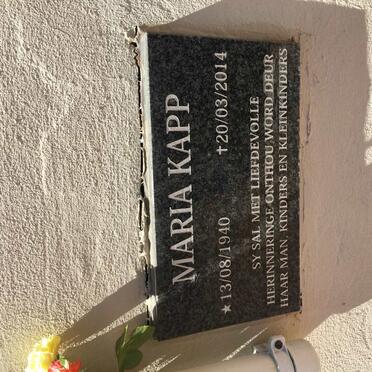 MARIA KAPP
★13/08/1940 ✝20/03/2014
SY SAL MET LIEFDEVOLLE
HERINNERINGE ONTHOU WORD DEUR
HAAR MAN, KINDERS EN KLEINKINDERS